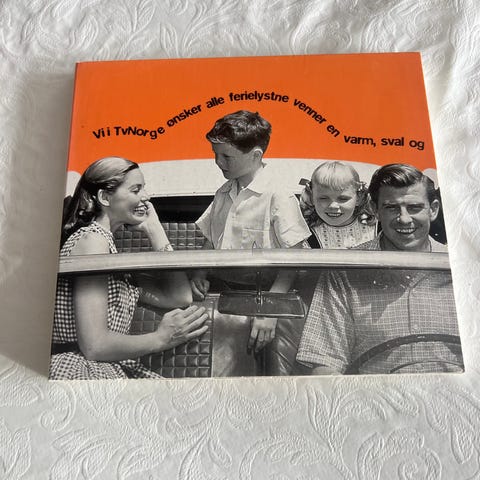 Vi i TvNorge ønsker alle ferielystne venner en varm, sval og